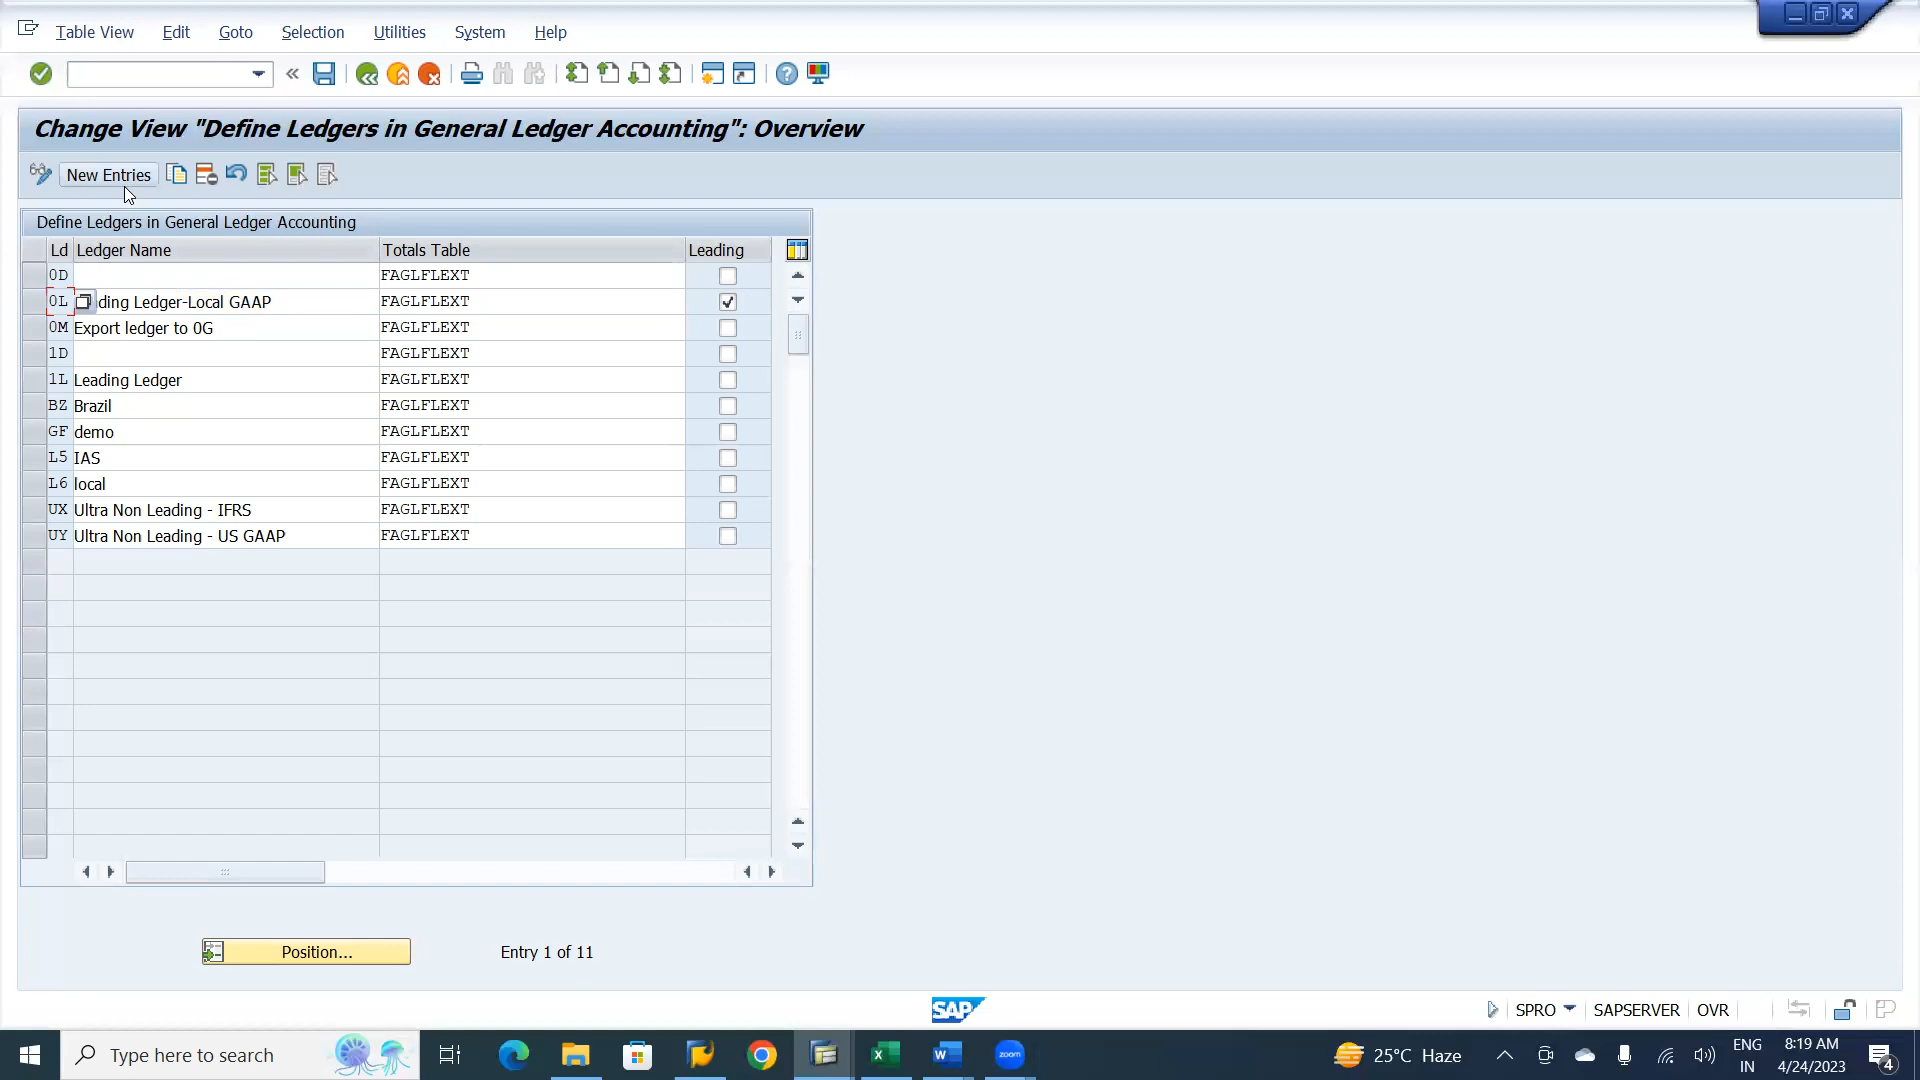 Table View Edit Goto Selection Utilities System Help
Change View "Define Ledgers in General Ledger Accounting": Overview
New Entries
Define Ledgers in General Ledger Accounting
Ld Ledger Name Totals Table Leading
0D FAGLFLEXT
0L ding Ledger-Local GAAP FAGLFLEXT
0M Export ledger to 0G FAGLFLEXT
1D FAGLFLEXT
1L Leading Ledger FAGLFLEXT
BZ Brazil FAGLFLEXT
GF demo FAGLFLEXT
L5 IAS FAGLFLEXT
L6 local FAGLFLEXT
UX Ultra Non Leading - IFRS FAGLFLEXT
UY Ultra Non Leading - US GAAP FAGLFLEXT
Position... Entry 1 of 11
SAP SPRO SAPSERVER OVR
Type here to search zoom 25°C Haze ENG IN 8:19 AM 4/24/2023 4